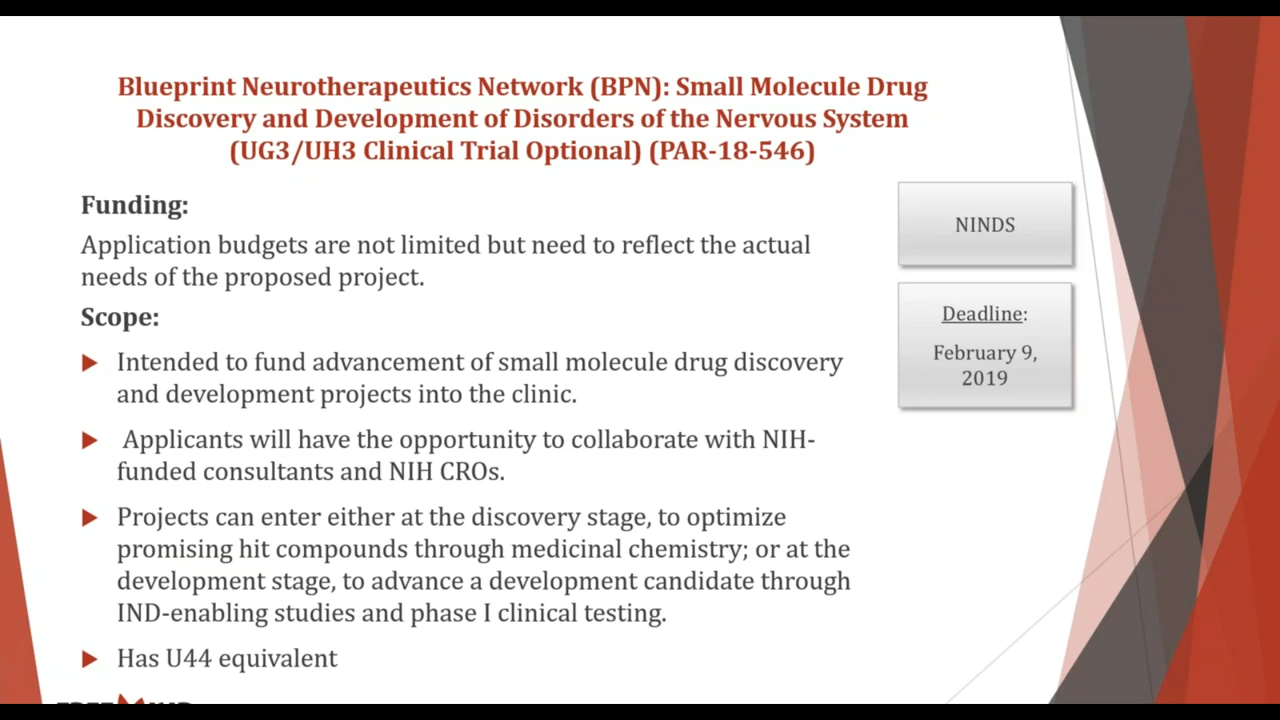 Blueprint Neurotherapeutics Network (BPN): Small Molecule Drug
Discovery and Development of Disorders of the Nervous System
(UG3/UH3 Clinical Trial Optional) (PAR-18-546)
Funding:
Application budgets are not limited but need to reflect the actual
needs of the proposed project.
Scope:
Intended to fund advancement of small molecule drug discovery
and development projects into the clinic.
Applicants will have the opportunity to collaborate with NIH-
funded consultants and NIH CROs.
Projects can enter either at the discovery stage, to optimize
promising hit compounds through medicinal chemistry; or at the
development stage, to advance a development candidate through
IND-enabling studies and phase I clinical testing.
Has U44 equivalent
NINDS
Deadline:
February 9,
2019